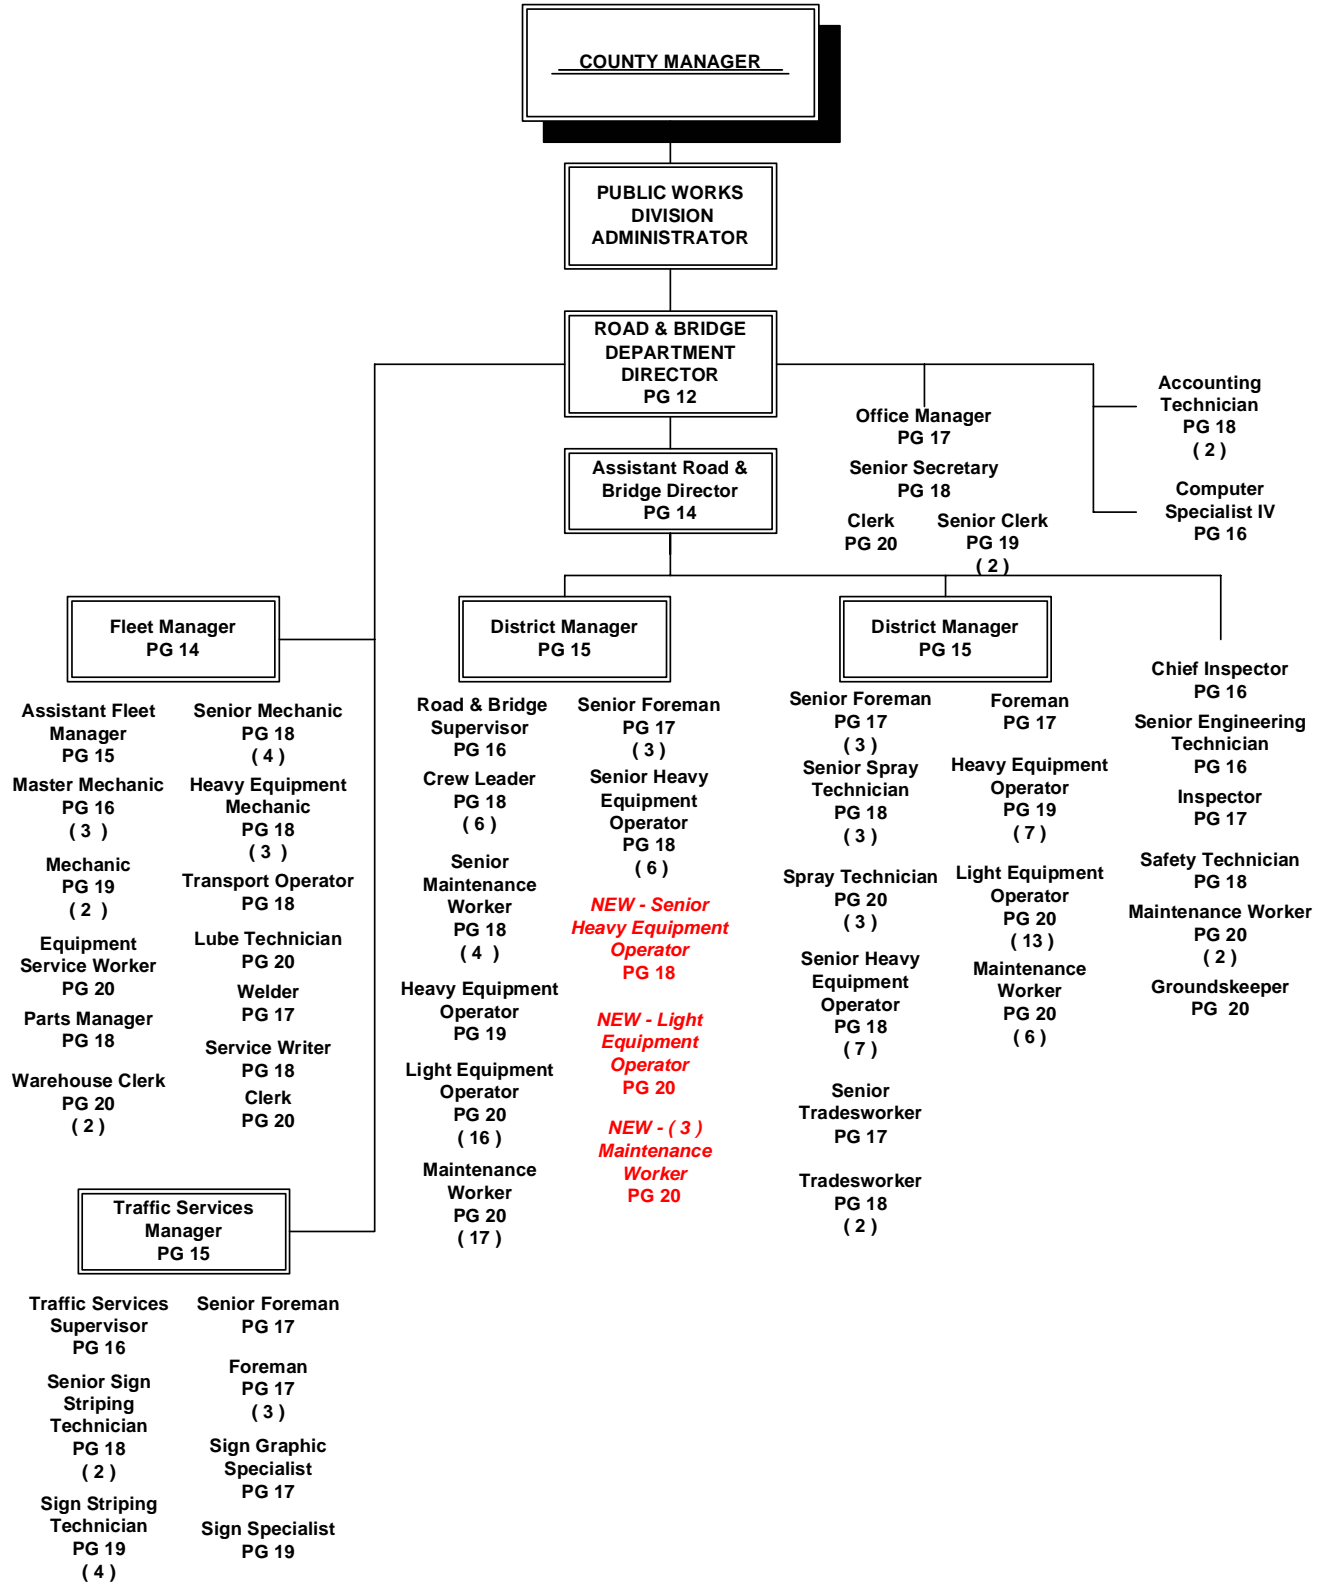 COUNTY MANAGER
PUBLIC WORKS
DIVISION
ADMINISTRATOR
ROAD & BRIDGE
DEPARTMENT
DIRECTOR
PG 12
Assistant Road &
Bridge Director
PG 14
Office Manager
PG 17
Senior Secretary
PG 18
Clerk
PG 20
Senior Clerk
PG 19
( 2 )
Accounting
Technician
PG 18
( 2 )
Computer
Specialist IV
PG 16
Fleet Manager
PG 14
Assistant Fleet
Manager
PG 15
Master Mechanic
PG 16
( 3 )
Mechanic
PG 19
( 2 )
Equipment
Service Worker
PG 20
Parts Manager
PG 18
Warehouse Clerk
PG 20
( 2 )
Senior Mechanic
PG 18
( 4 )
Heavy Equipment
Mechanic
PG 18
( 3 )
Transport Operator
PG 18
Lube Technician
PG 20
Welder
PG 17
Service Writer
PG 18
Clerk
PG 20
District Manager
PG 15
Road & Bridge
Supervisor
PG 16
Crew Leader
PG 18
( 6 )
Senior
Maintenance
Worker
PG 18
( 4 )
Heavy Equipment
Operator
PG 19
Light Equipment
Operator
PG 20
( 16 )
Maintenance
Worker
PG 20
( 17 )
Senior Foreman
PG 17
( 3 )
Senior Heavy
Equipment
Operator
PG 18
( 6 )
NEW - Senior
Heavy Equipment
Operator
PG 18
NEW - Light
Equipment
Operator
PG 20
NEW - ( 3 )
Maintenance
Worker
PG 20
District Manager
PG 15
Senior Foreman
PG 17
( 3 )
Senior Spray
Technician
PG 18
( 3 )
Spray Technician
PG 20
( 3 )
Senior Heavy
Equipment
Operator
PG 18
( 7 )
Senior
Tradesworker
PG 17
Tradesworker
PG 18
( 2 )
Foreman
PG 17
Heavy Equipment
Operator
PG 19
( 7 )
Light Equipment
Operator
PG 20
( 13 )
Maintenance
Worker
PG 20
( 6 )
Chief Inspector
PG 16
Senior Engineering
Technician
PG 16
Inspector
PG 17
Safety Technician
PG 18
Maintenance Worker
PG 20
( 2 )
Groundskeeper
PG 20
Traffic Services
Manager
PG 15
Traffic Services
Supervisor
PG 16
Senior Sign
Striping
Technician
PG 18
( 2 )
Sign Striping
Technician
PG 19
( 4 )
Senior Foreman
PG 17
Foreman
PG 17
( 3 )
Sign Graphic
Specialist
PG 17
Sign Specialist
PG 19